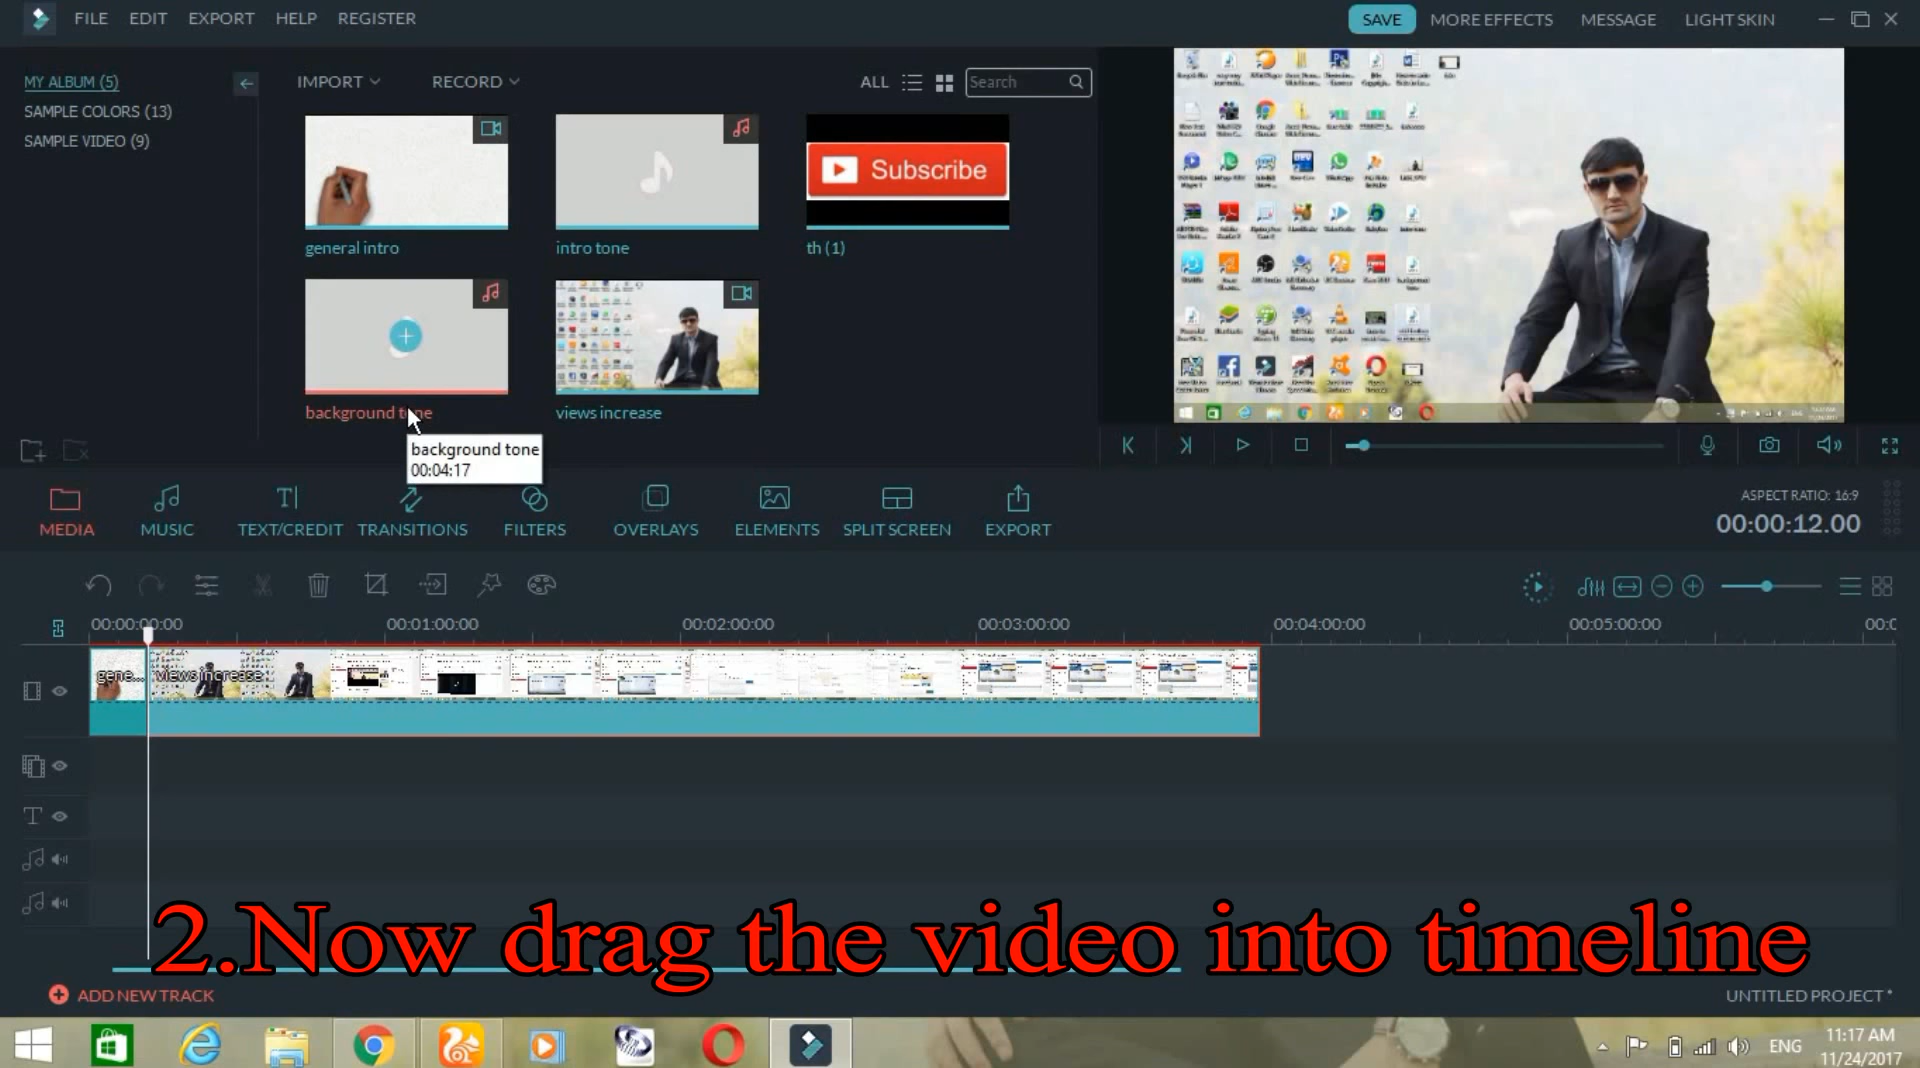 FILE EDIT EXPORT HELP REGISTER
SAVE MORE EFFECTS MESSAGE LIGHT SKIN
MY ALBUM (5)
SAMPLE COLORS (13)
SAMPLE VIDEO (9)
IMPORT RECORD ALL Search
general intro
intro tone
Subscribe
th (1)
background tone
views increase
background tone
00:04:17
MEDIA MUSIC TEXT/CREDIT TRANSITIONS FILTERS OVERLAYS ELEMENTS SPLIT SCREEN EXPORT
ASPECT RATIO: 16:9
00:00:12.00
00:00:00:00 00:01:00:00 00:02:00:00 00:03:00:00 00:04:00:00 00:05:00:00 00:0
gene... views increase
2.Now drag the video into timeline
ADD NEW TRACK
UNTITLED PROJECT *
ENG
11:17 AM
11/24/2017